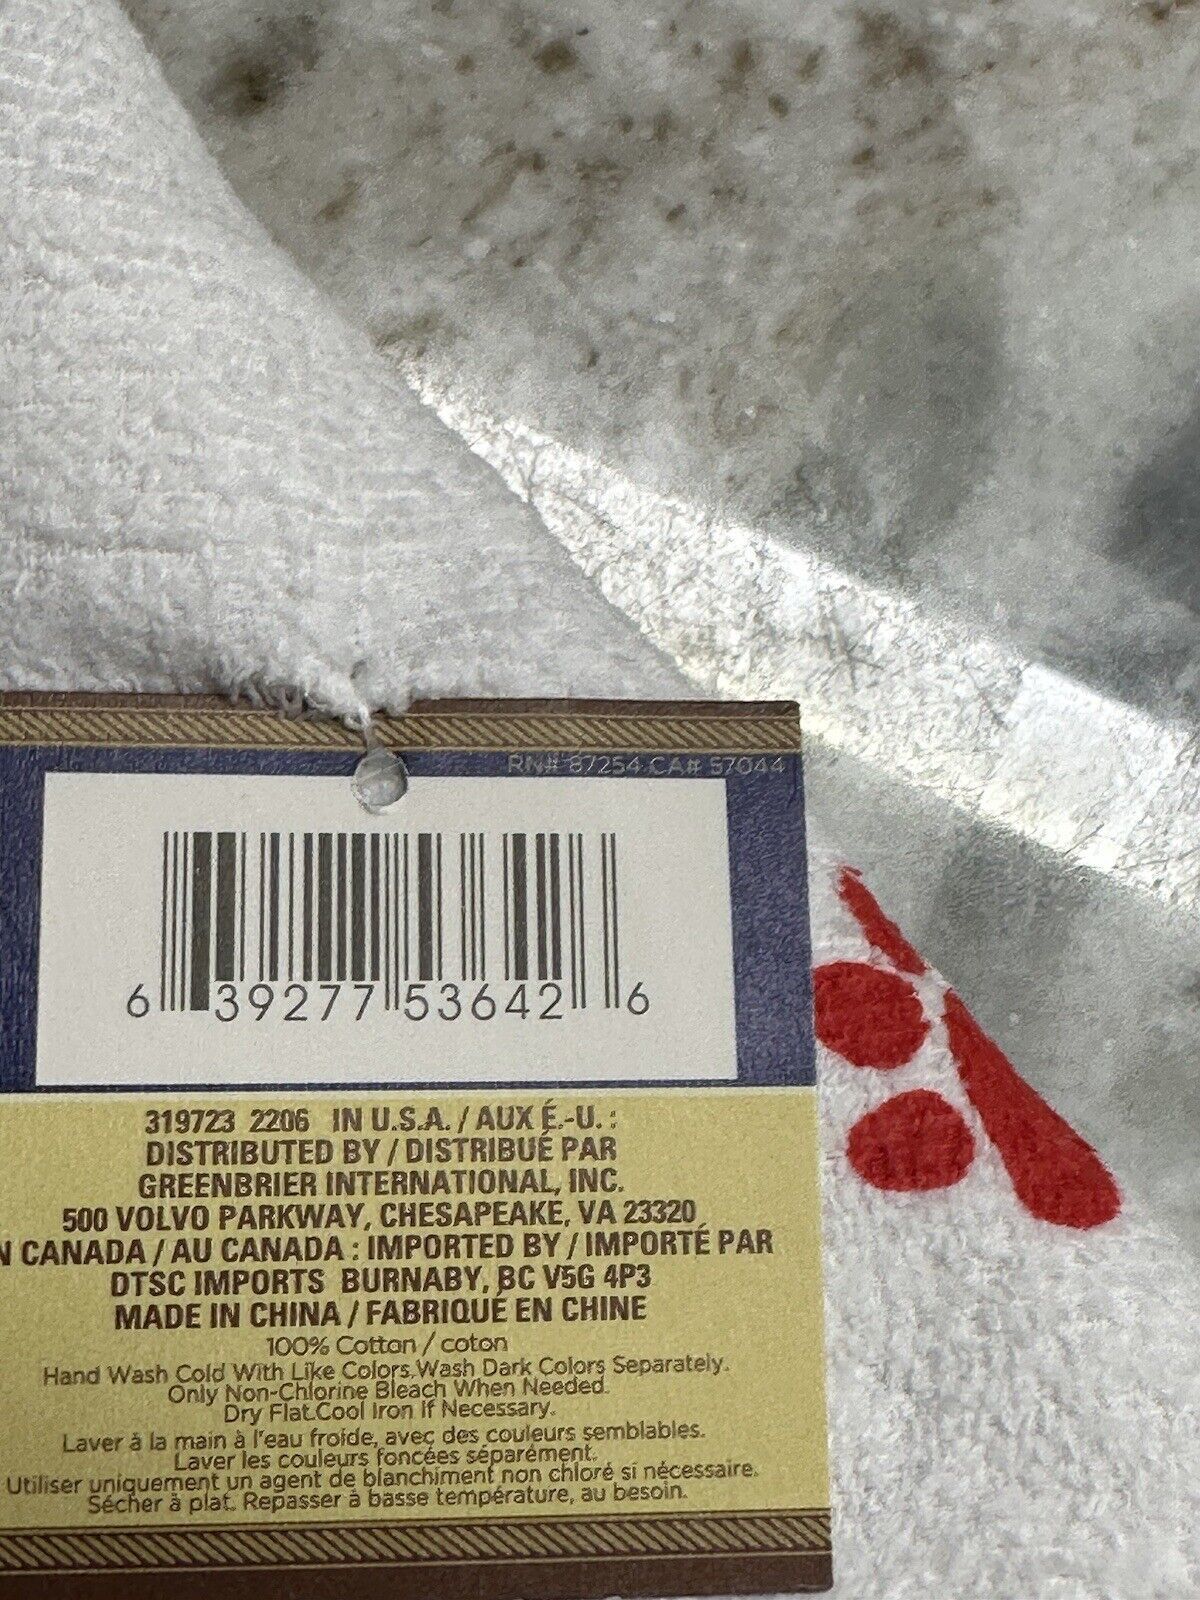 RN# 87254 CA# 57044
6 39277 53642 6
319723 2206 IN U.S.A. / AUX É.-U. :
DISTRIBUTED BY / DISTRIBUÉ PAR
GREENBRIER INTERNATIONAL, INC.
500 VOLVO PARKWAY, CHESAPEAKE, VA 23320
N CANADA / AU CANADA : IMPORTED BY / IMPORTÉ PAR
DTSC IMPORTS BURNABY, BC V5G 4P3
MADE IN CHINA / FABRIQUÉ EN CHINE
100% Cotton / coton
Hand Wash Cold With Like Colors.Wash Dark Colors Separately.
Only Non-Chlorine Bleach When Needed.
Dry Flat.Cool Iron If Necessary.
Laver à la main à l'eau froide, avec des couleurs semblables.
Laver les couleurs foncées séparément.
Utiliser uniquement un agent de blanchiment non chloré si nécessaire.
Sécher à plat. Repasser à basse température, au besoin.